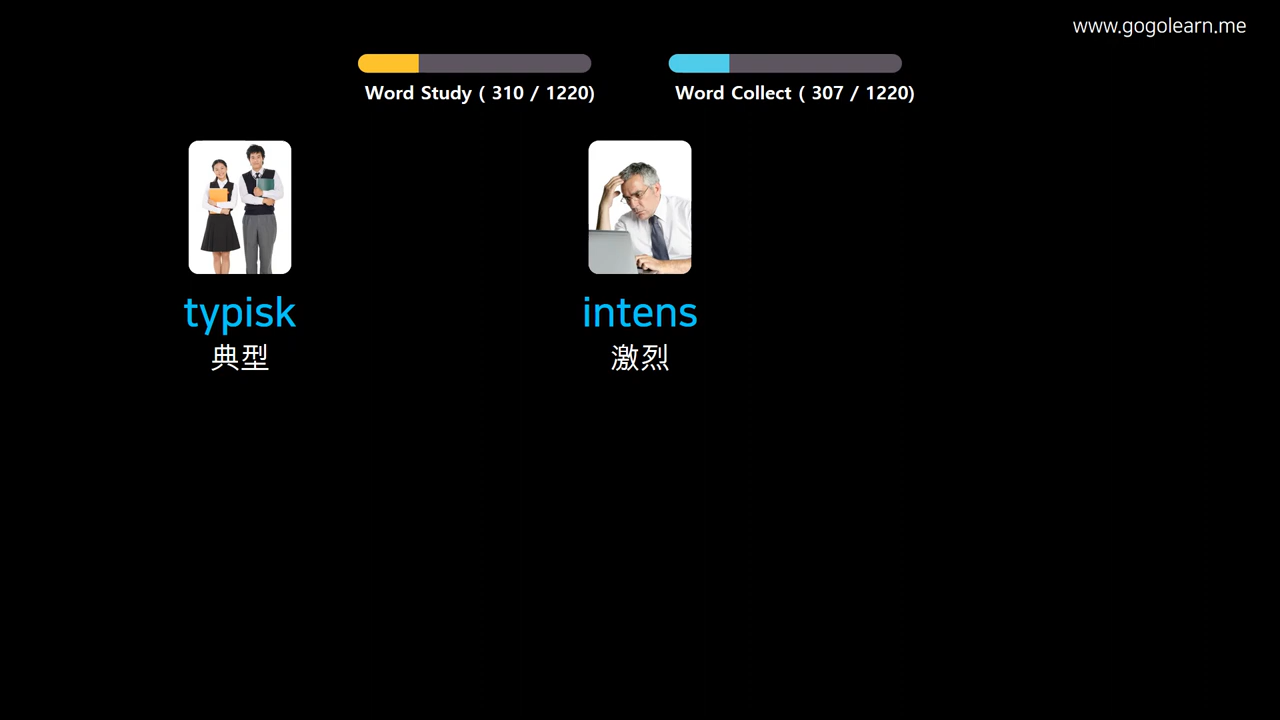 www.gogolearn.me
Word Study ( 310 / 1220)
Word Collect ( 307 / 1220)
typisk
典型
intens
激烈